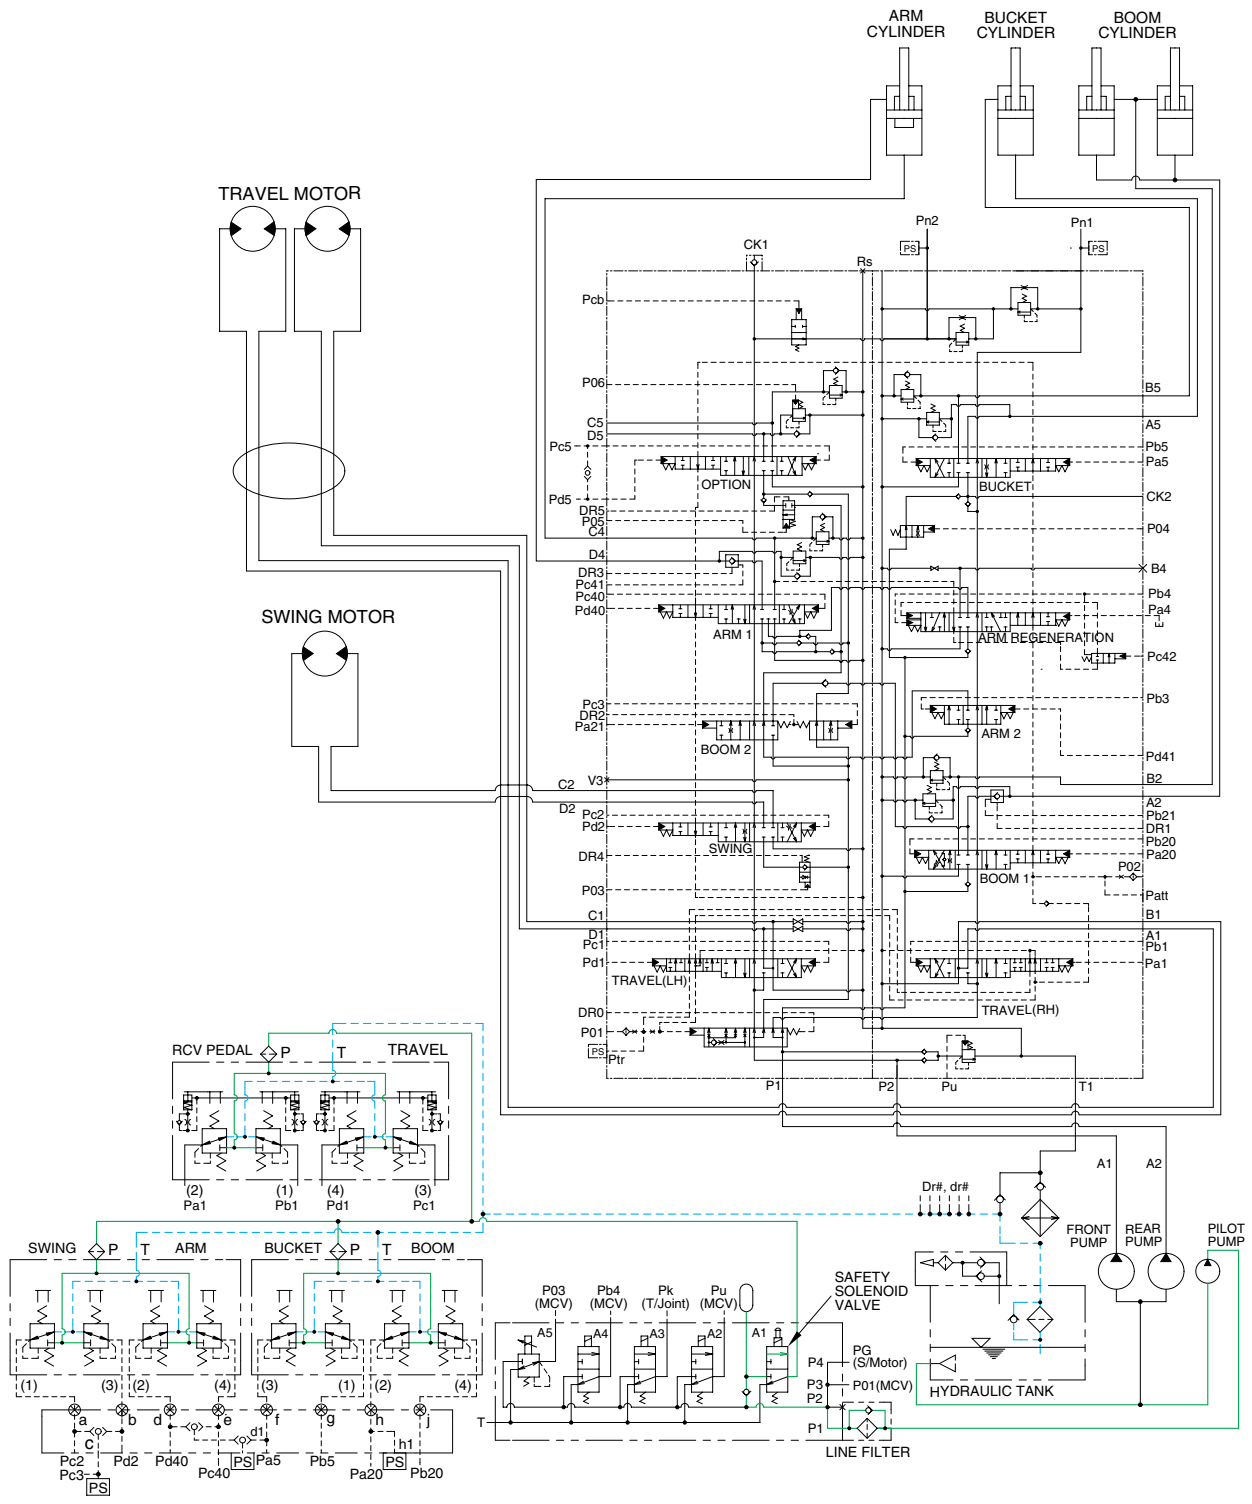 ARM
CYLINDER
BUCKET
CYLINDER
BOOM
CYLINDER
TRAVEL MOTOR
SWING MOTOR
Pn2
Pn1
PS
PS
CK1
Rs
Pcb
P06
C5
D5
Pc5
Pd5
DR5
P05
C4
D4
DR3
Pc41
Pc40
Pd40
Pc3
DR2
Pa21
V3
C2
D2
Pc2
Pd2
DR4
P03
C1
D1
Pc1
Pd1
DR0
P01
PS
Ptr
OPTION
ARM 1
BOOM 2
SWING
TRAVEL(LH)
BUCKET
ARM REGENERATION
ARM 2
BOOM 1
TRAVEL(RH)
B5
A5
Pb5
Pa5
CK2
P04
B4
Pb4
Pa4
Pc42
Pb3
Pd41
B2
A2
Pb21
DR1
Pb20
Pa20
P02
Patt
B1
A1
Pb1
Pa1
P1
P2
Pu
T1
RCV PEDAL
P
T
TRAVEL
(2)
(1)
(4)
(3)
Pa1
Pb1
Pd1
Pc1
SWING
P
T
ARM
BUCKET
P
T
BOOM
(1)
(3)
(2)
(4)
(3)
(1)
(2)
(4)
a
b
d
e
f
g
h
j
c
d1
h1
Pc2
Pd2
Pd40
Pc40
PS
Pa5
Pb5
Pa20
PS
Pb20
Pc3
PS
P03
(MCV)
Pb4
(MCV)
Pk
(T/Joint)
Pu
(MCV)
SAFETY
SOLENOID
VALVE
A5
A4
A3
A2
A1
T
P4
PG
(S/Motor)
P3
P01(MCV)
P2
P1
LINE FILTER
Dr#, dr#
A1
A2
FRONT
PUMP
REAR
PUMP
PILOT
PUMP
HYDRAULIC TANK